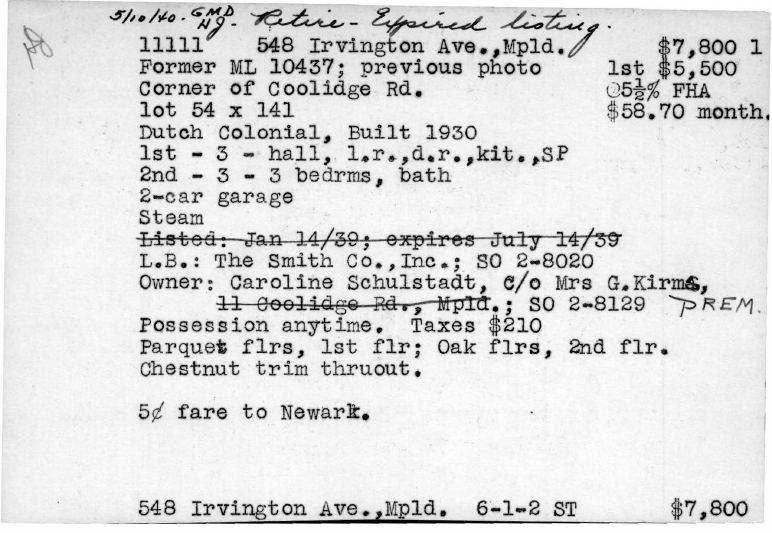 5/10/40. GMD NJ. Retire - Expired listing.
11111 548 Irvington Ave.,Mpld. $7,800 1
Former ML 10437; previous photo 1st $5,500
Corner of Coolidge Rd. @5½% FHA
lot 54 x 141 $58.70 month.
Dutch Colonial, Built 1930
1st - 3 - hall, l.r.,d.r.,kit.,SP
2nd - 3 - 3 bedrms, bath
2-car garage
Steam
Listed: Jan 14/39; expires July 14/39
L.B.: The Smith Co.,Inc.; SO 2-8020
Owner: Caroline Schulstadt, c/o Mrs G.Kirms,
11 Coolidge Rd., Mpld.; SO 2-8129 PREM.
Possession anytime. Taxes $210
Parquet flrs, 1st flr; Oak flrs, 2nd flr.
Chestnut trim thruout.
5¢ fare to Newark.
548 Irvington Ave.,Mpld. 6-1-2 ST $7,800